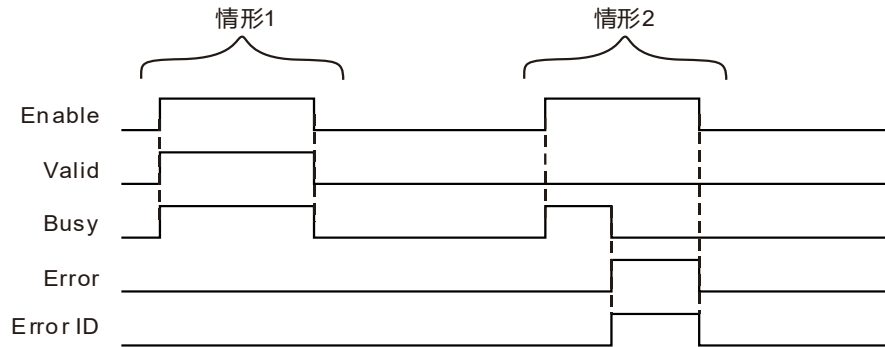 情形1 情形2
Enable
Valid
Busy
Error
Error ID